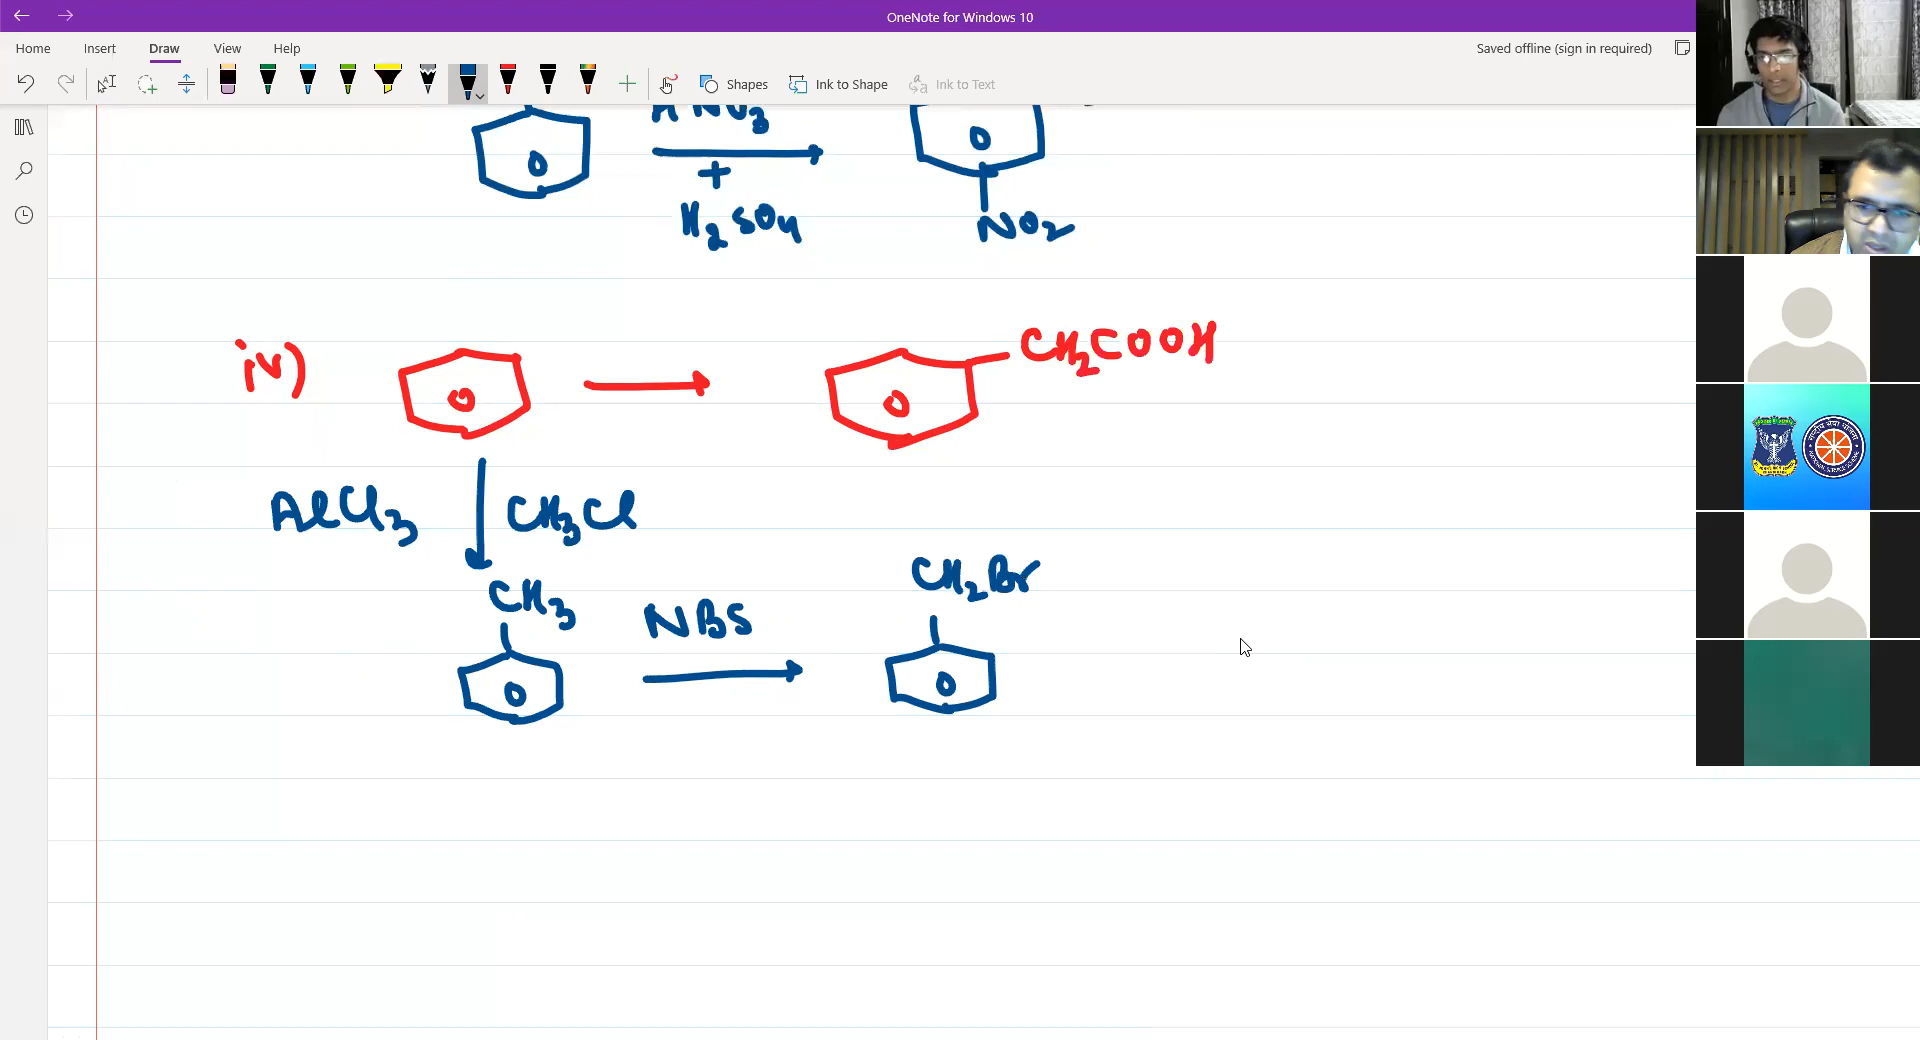 OneNote for Windows 10
Home Insert Draw View Help
Saved offline (sign in required)
Shapes Ink to Shape Ink to Text
HNO3
+
H2SO4
NO2
iv)
CH2COOH
AlCl3 CH3Cl
CH3
NBS
CH2Br